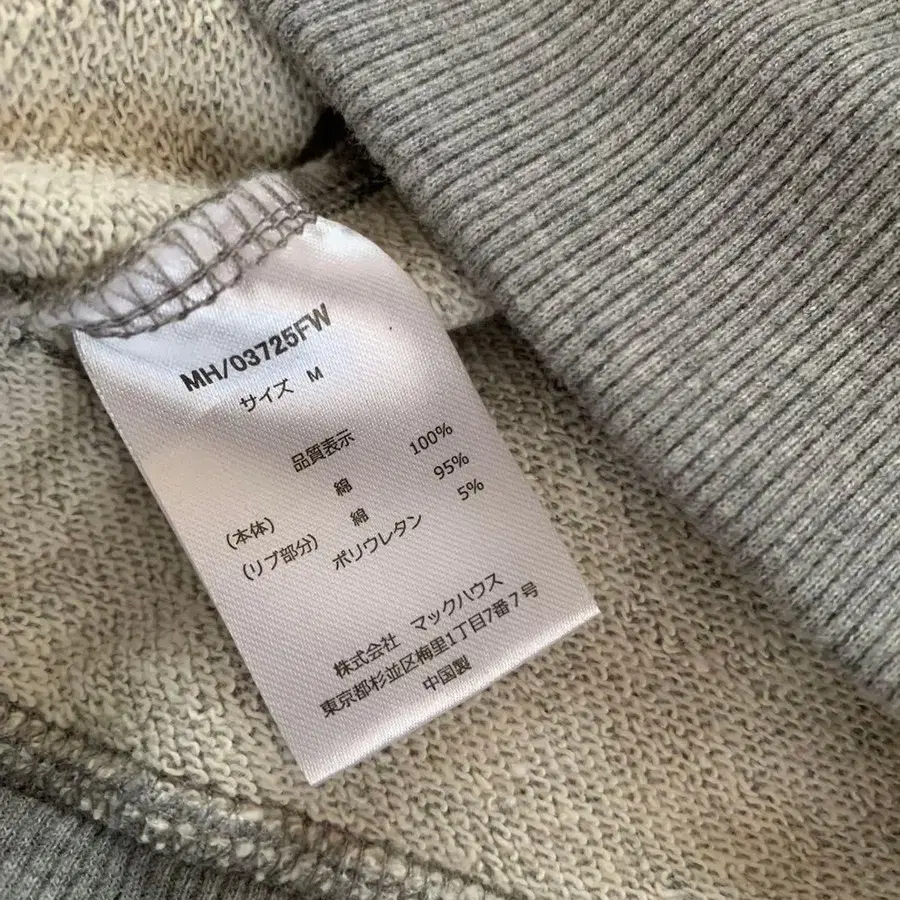 MH/03725FW
サイズ M
品質表示
(本体) 綿 100%
(リブ部分) 綿 95%
ポリウレタン 5%
株式会社 マックハウス
東京都杉並区梅里1丁目7番7号
中国製